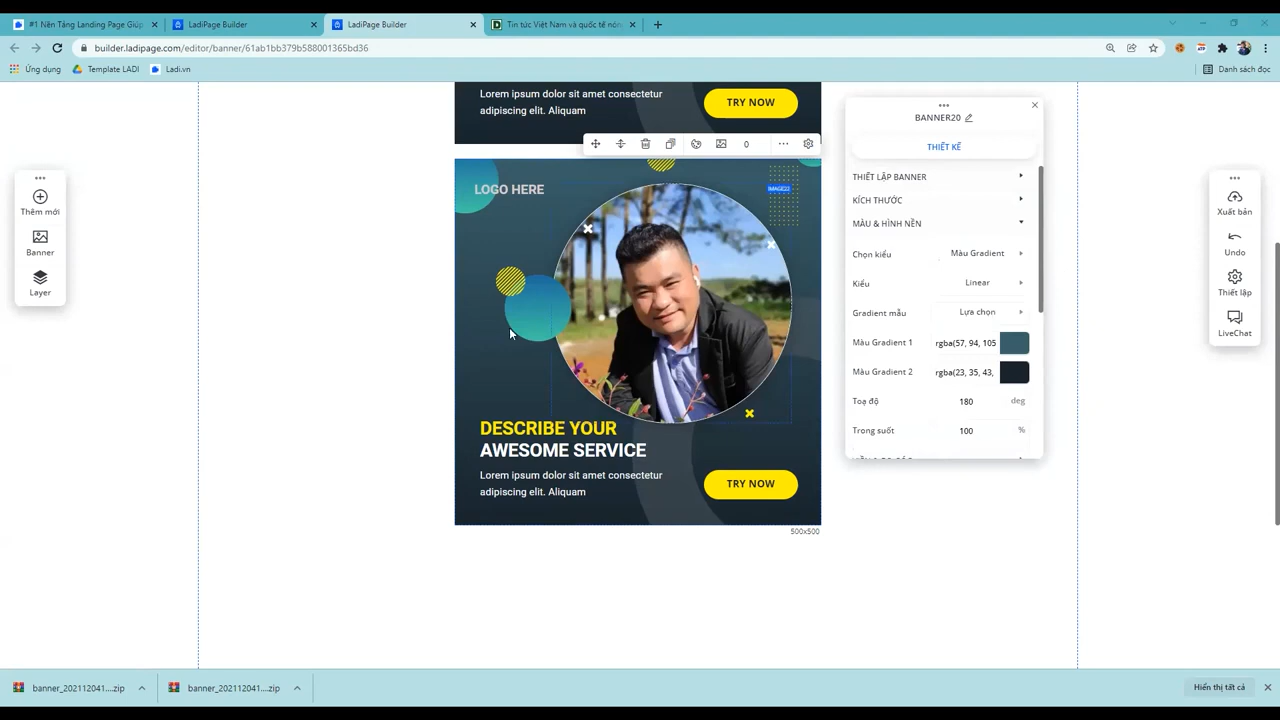 #1 Nền Tảng Landing Page Giúp
LadiPage Builder
LadiPage Builder
Tin tức Việt Nam và quốc tế nón
builder.ladipage.com/editor/banner/61ab1bb379b588001365bd36
Ứng dụng
Template LADI
Ladi.vn
Danh sách đọc
Lorem ipsum dolor sit amet consectetur
adipiscing elit. Aliquam
TRY NOW
BANNER20
THIẾT KẾ
THIẾT LẬP BANNER
KÍCH THƯỚC
MÀU & HÌNH NỀN
Chọn kiểu
Màu Gradient
Kiểu
Linear
Gradient mẫu
Lựa chọn
Màu Gradient 1
rgba(57, 94, 105
Màu Gradient 2
rgba(23, 35, 43,
Toạ độ
180
deg
Trong suốt
100
%
0
LOGO HERE
IMAGE22
DESCRIBE YOUR
AWESOME SERVICE
Lorem ipsum dolor sit amet consectetur
adipiscing elit. Aliquam
TRY NOW
500x500
Thêm mới
Banner
Layer
Xuất bản
Undo
Thiết lập
LiveChat
banner_202112041....zip
banner_202112041....zip
Hiển thị tất cả